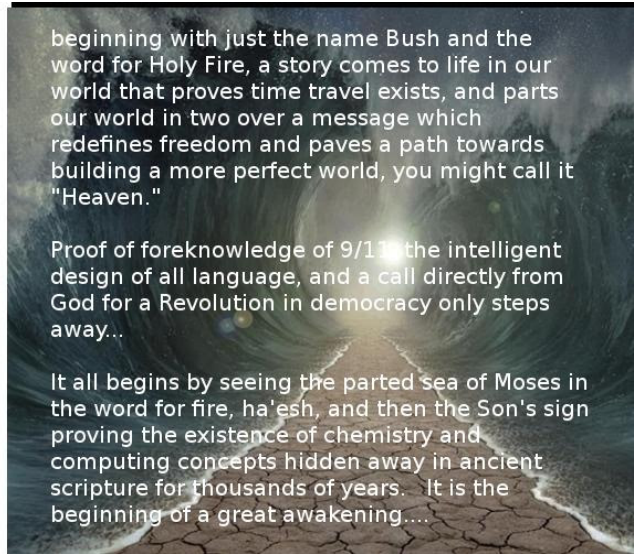 beginning with just the name Bush and the
word for Holy Fire, a story comes to life in our
world that proves time travel exists, and parts
our world in two over a message which
redefines freedom and paves a path towards
building a more perfect world, you might call it
"Heaven."
Proof of foreknowledge of 9/11, the intelligent
design of all language, and a call directly from
God for a Revolution in democracy only steps
away...
It all begins by seeing the parted sea of Moses in
the word for fire, ha'esh, and then the Son's sign
proving the existence of chemistry and
computing concepts hidden away in ancient
scripture for thousands of years.   It is the
beginning of a great awakening....